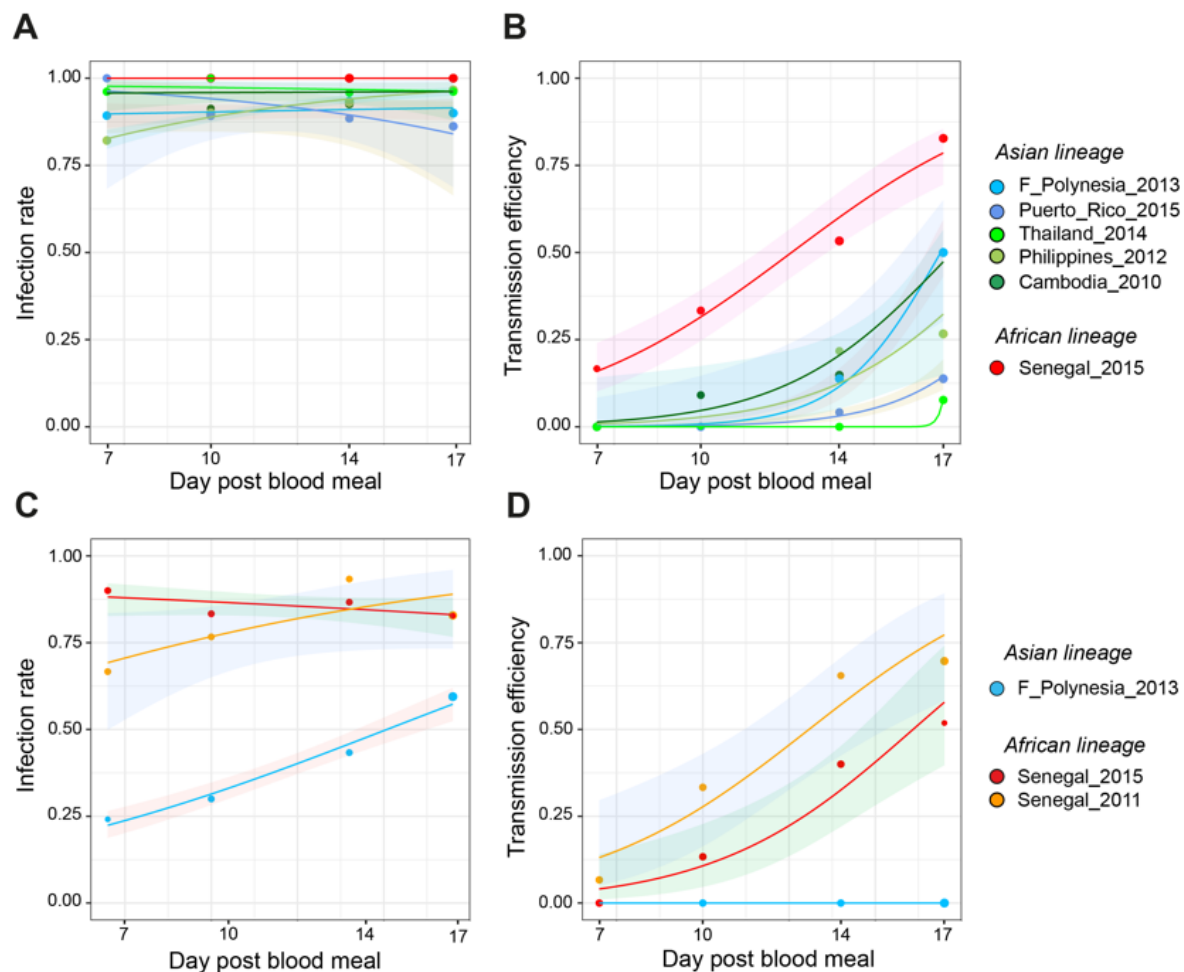 A
Infection rate
1.00
0.75
0.50
0.25
0.00
7 10 14 17
Day post blood meal
B
Transmission efficiency
1.00
0.75
0.50
0.25
0.00
7 10 14 17
Day post blood meal
Asian lineage
F_Polynesia_2013
Puerto_Rico_2015
Thailand_2014
Philippines_2012
Cambodia_2010
African lineage
Senegal_2015
C
Infection rate
1.00
0.75
0.50
0.25
0.00
7 10 14 17
Day post blood meal
D
Transmission efficiency
1.00
0.75
0.50
0.25
0.00
7 10 14 17
Day post blood meal
Asian lineage
F_Polynesia_2013
African lineage
Senegal_2015
Senegal_2011